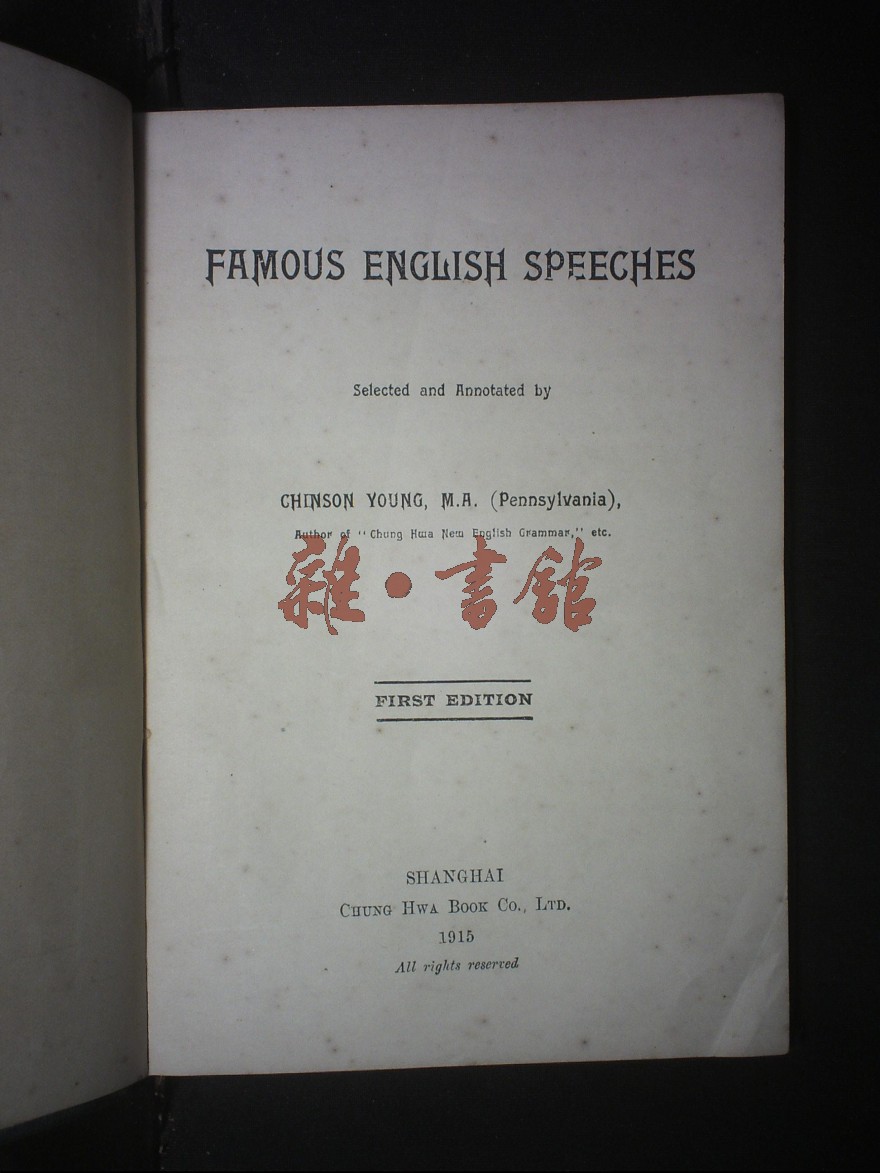 FAMOUS ENGLISH SPEECHES
Selected and Annotated by
CHINSON YOUNG, M.A. (Pennsylvania),
Author of "Chung Hwa New English Grammar," etc.
雜·書館
FIRST EDITION
SHANGHAI
CHUNG HWA BOOK CO., LTD.
1915
All rights reserved